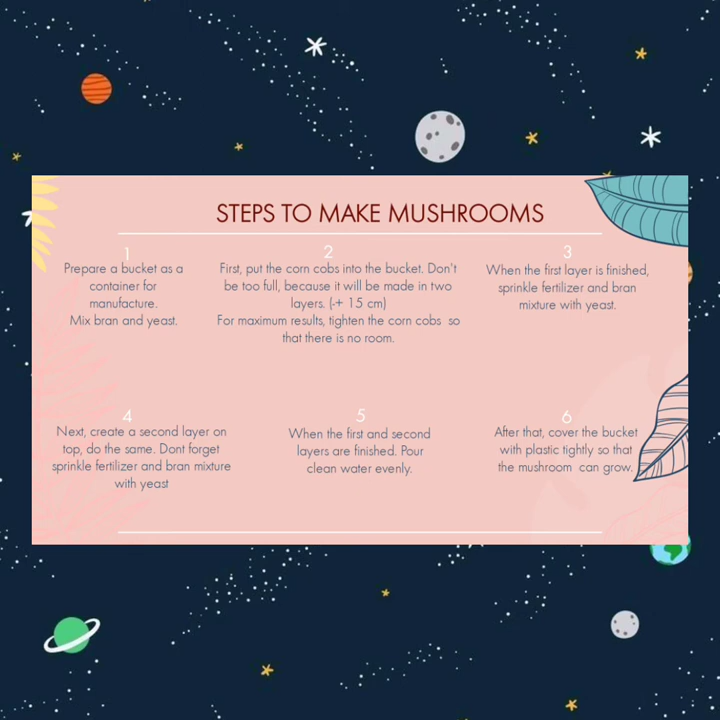 STEPS TO MAKE MUSHROOMS
1
Prepare a bucket as a
container for
manufacture.
Mix bran and yeast.
2
First, put the corn cobs into the bucket. Don't
be too full, because it will be made in two
layers. (-+ 15 cm)
For maximum results, tighten the corn cobs so
that there is no room.
3
When the first layer is finished,
sprinkle fertilizer and bran
mixture with yeast.
4
Next, create a second layer on
top, do the same. Dont forget
sprinkle fertilizer and bran mixture
with yeast
5
When the first and second
layers are finished. Pour
clean water evenly.
6
After that, cover the bucket
with plastic tightly so that
the mushroom can grow.